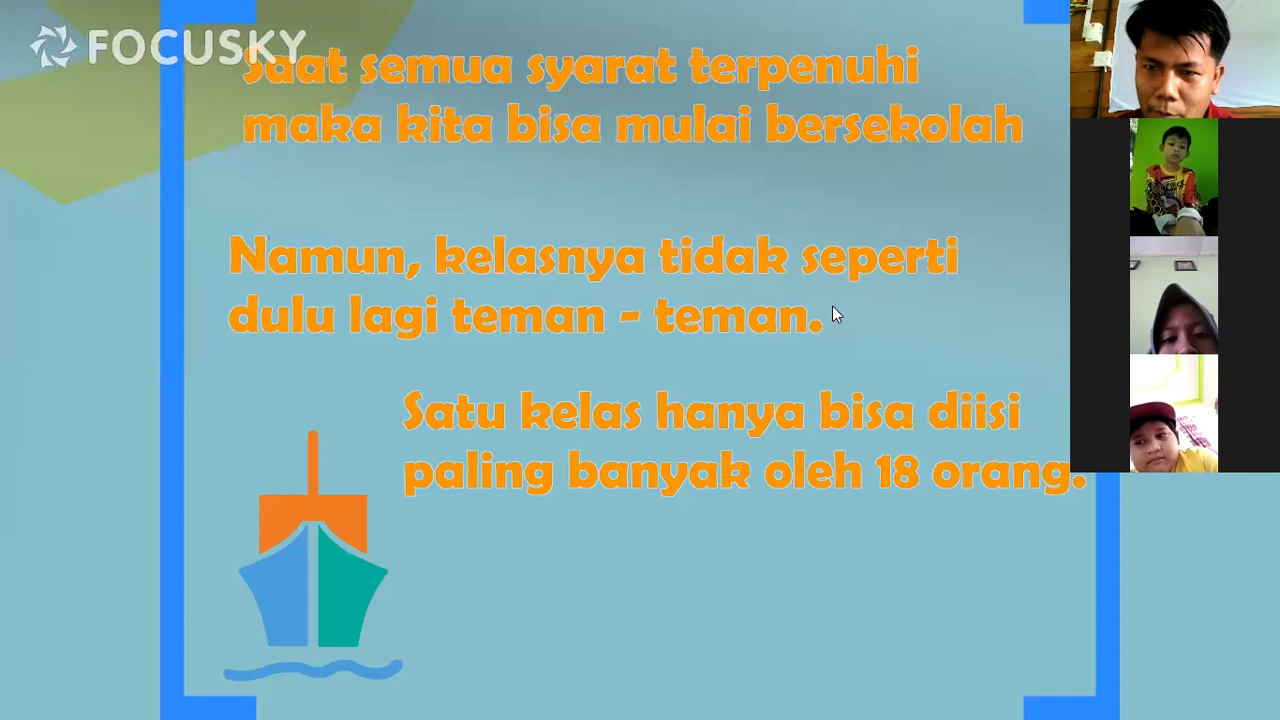 FOCUSKY
Saat semua syarat terpenuhi
maka kita bisa mulai bersekolah
Namun, kelasnya tidak seperti
dulu lagi teman - teman.
Satu kelas hanya bisa diisi
paling banyak oleh 18 orang.